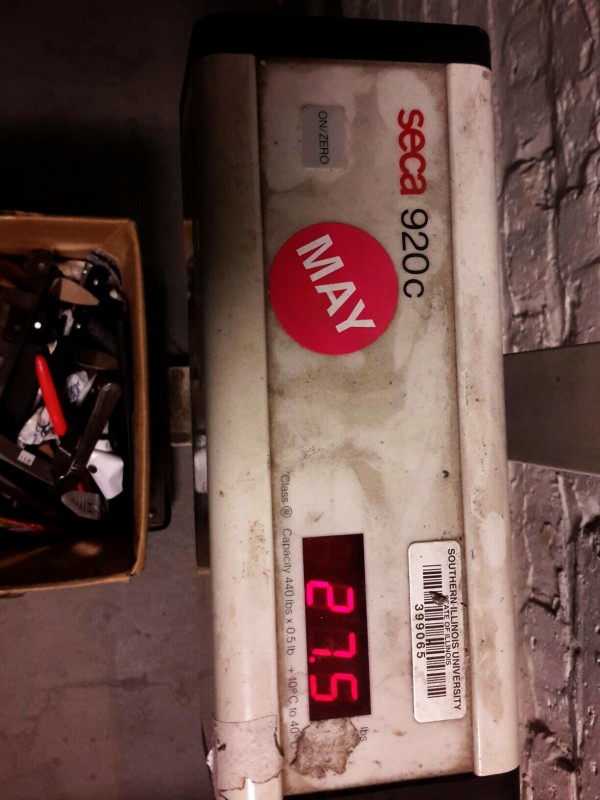 seca 920c
ON/ZERO
MAY
SOUTHERN ILLINOIS UNIVERSITY
STATE OF ILLINOIS
399065
27.5
lbs
Class III Capacity 440 lbs x 0.5 lb + 10°C to 40°